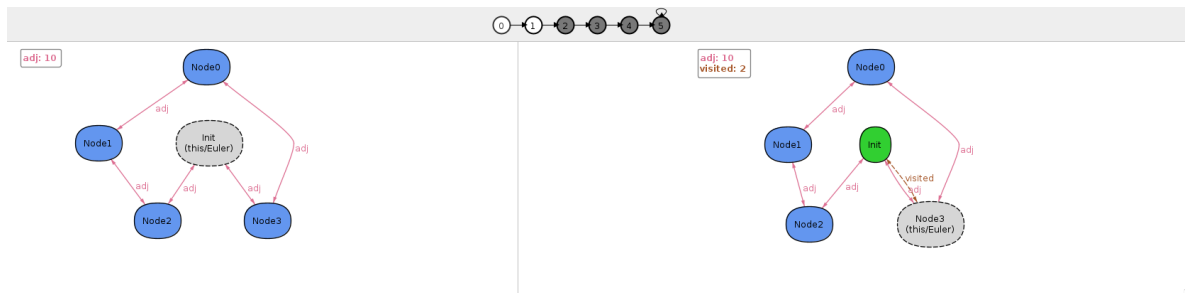 0 1 2 3 4 5
adj: 10
Node0
adj
Node1
Init
(this/Euler)
adj
adj
adj
adj
Node2
Node3
adj: 10
visited: 2
Node0
adj
Node1
Init
adj
visited
adj
adj
adj
Node2
Node3
(this/Euler)